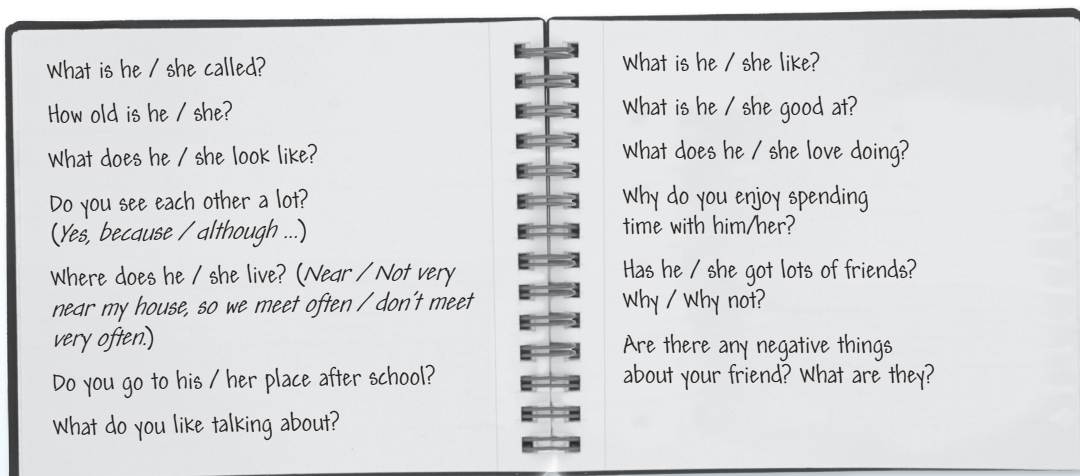 What is he / she called?
How old is he / she?
What does he / she look like?
Do you see each other a lot?
(Yes, because / although ...)
Where does he / she live? (Near / Not very
near my house, so we meet often / don't meet
very often.)
Do you go to his / her place after school?
What do you like talking about?
What is he / she like?
What is he / she good at?
What does he / she love doing?
Why do you enjoy spending
time with him/her?
Has he / she got lots of friends?
Why / Why not?
Are there any negative things
about your friend? What are they?